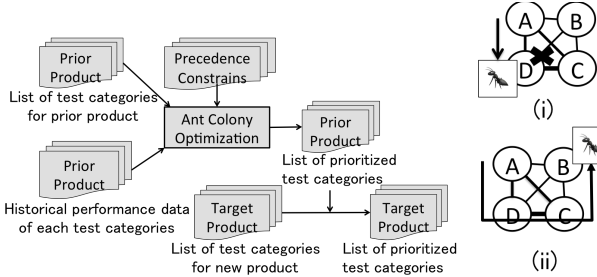 Prior
Product
List of test categories
for prior product
Precedence
Constrains
Ant Colony
Optimization
Prior
Product
Historical performance data
of each test categories
Prior
Product
List of prioritized
test categories
Target
Product
List of test categories
for new product
Target
Product
List of prioritized
test categories
A
B
D
C
(i)
A
B
D
C
(ii)